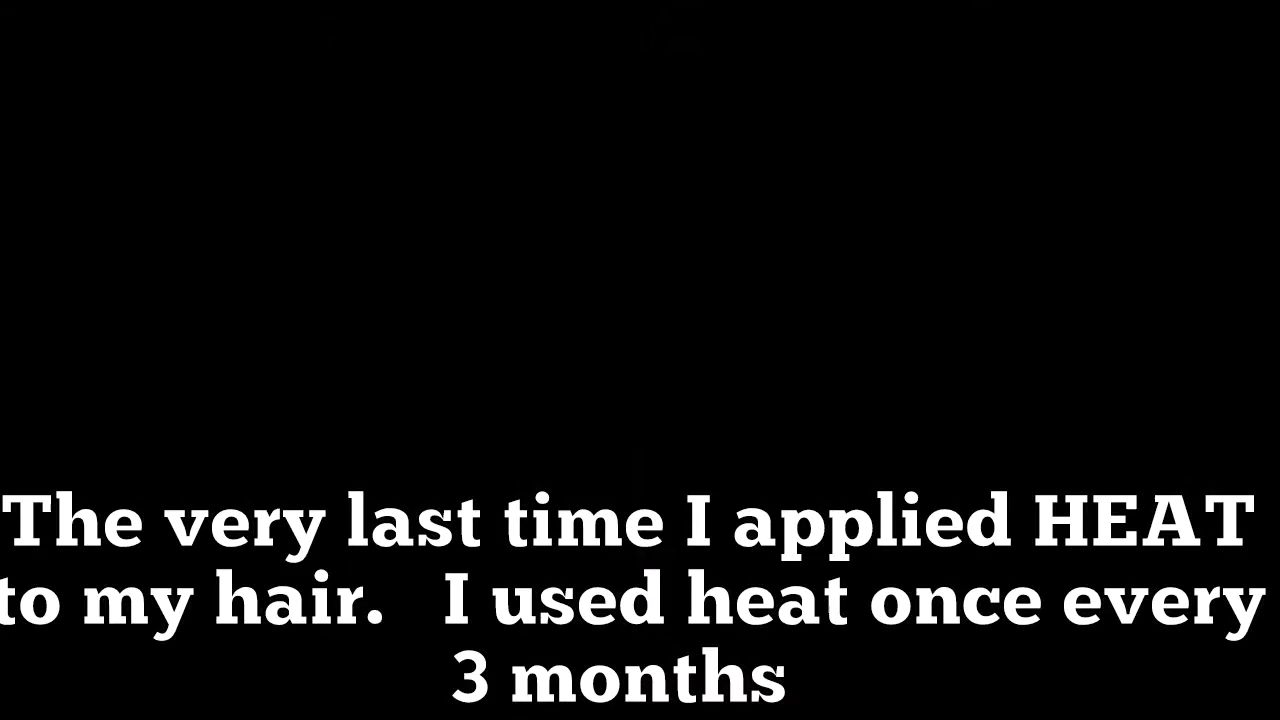 The very last time I applied HEAT
to my hair.   I used heat once every
3 months